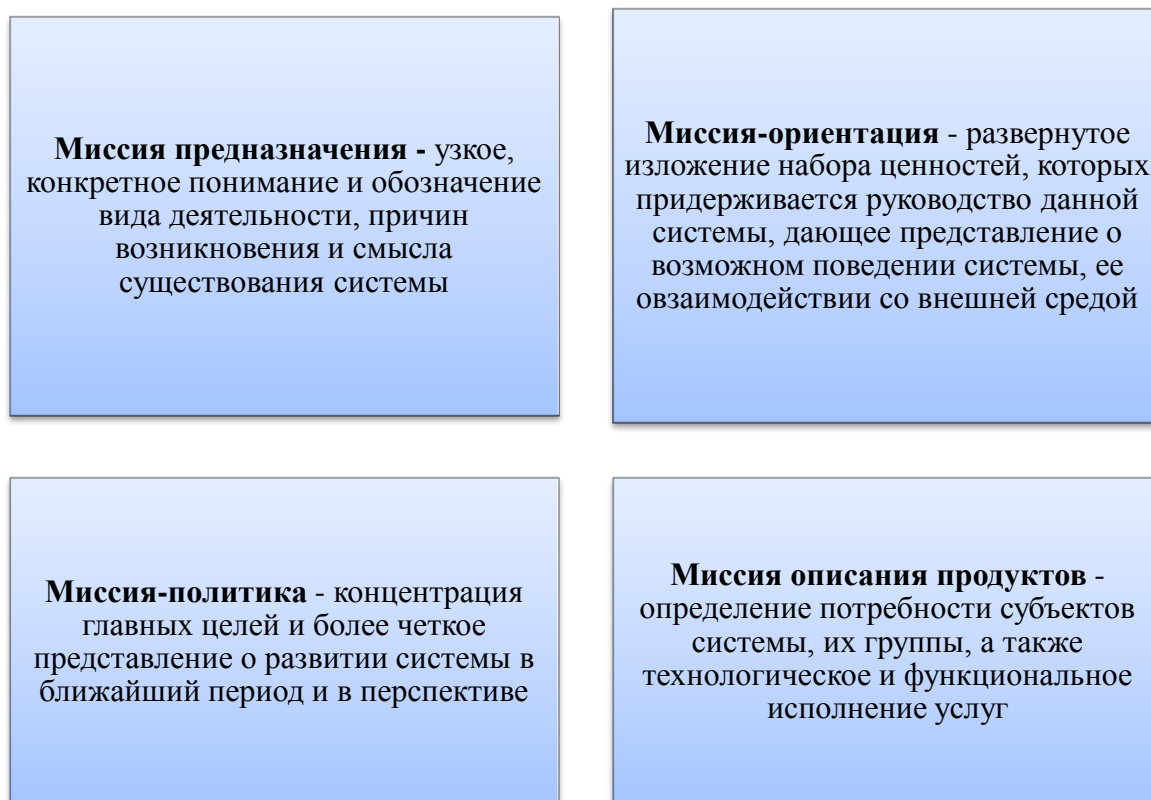 Миссия предназначения - узкое,
конкретное понимание и обозначение
вида деятельности, причин
возникновения и смысла
существования системы
Миссия-ориентация - развернутое
изложение набора ценностей, которых
придерживается руководство данной
системы, дающее представление о
возможном поведении системы, ее
овзаимодействии со внешней средой
Миссия-политика - концентрация
главных целей и более четкое
представление о развитии системы в
ближайший период и в перспективе
Миссия описания продуктов -
определение потребности субъектов
системы, их группы, а также
технологическое и функциональное
исполнение услуг